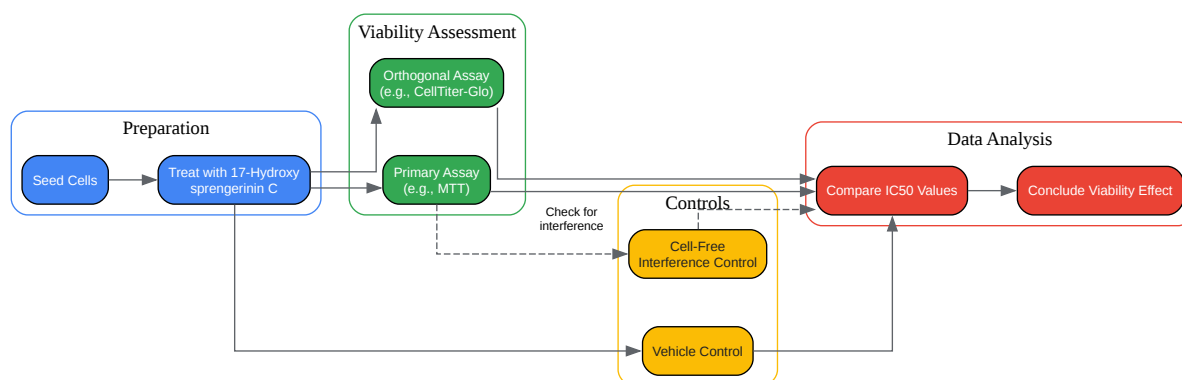 Viability Assessment
Orthogonal Assay
(e.g., CellTiter-Glo)
Preparation
Data Analysis
Seed Cells
Treat with 17-Hydroxy
sprengerinin C
Primary Assay
(e.g., MTT)
Compare IC50 Values
Conclude Viability Effect
Check for
interference
Controls
Cell-Free
Interference Control
Vehicle Control